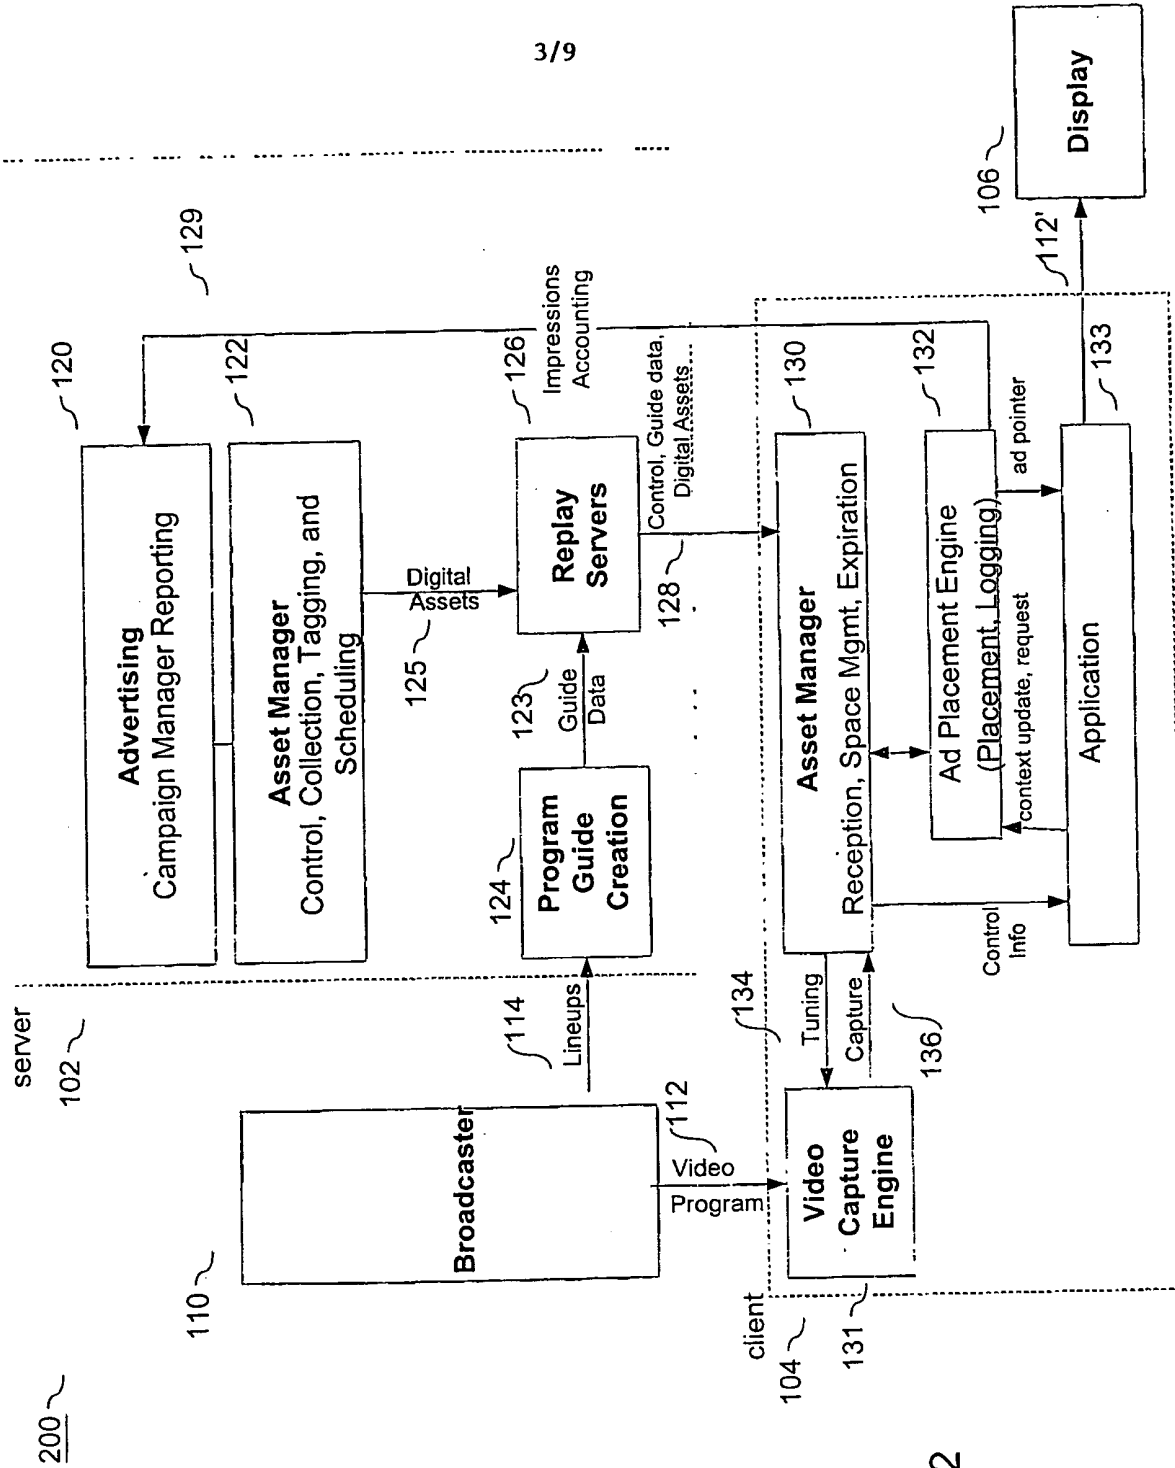 3/9
200
server
102
120
Advertising
Campaign Manager Reporting
129
122
Asset Manager
Control, Collection, Tagging, and
Scheduling
110
Broadcaster
114
Lineups
124
Program
Guide
Creation
123
Guide
Data
125
Digital
Assets
126
Replay
Servers
Impressions
Accounting
Control, Guide data,
Digital Assets
128
112
Video
Program
client
104
131
Video
Capture
Engine
134
Tuning
Capture
136
130
Asset Manager
Reception, Space Mgmt, Expiration
132
Ad Placement Engine
(Placement, Logging)
context update, request
ad pointer
Control
Info
133
Application
112'
106
Display
2